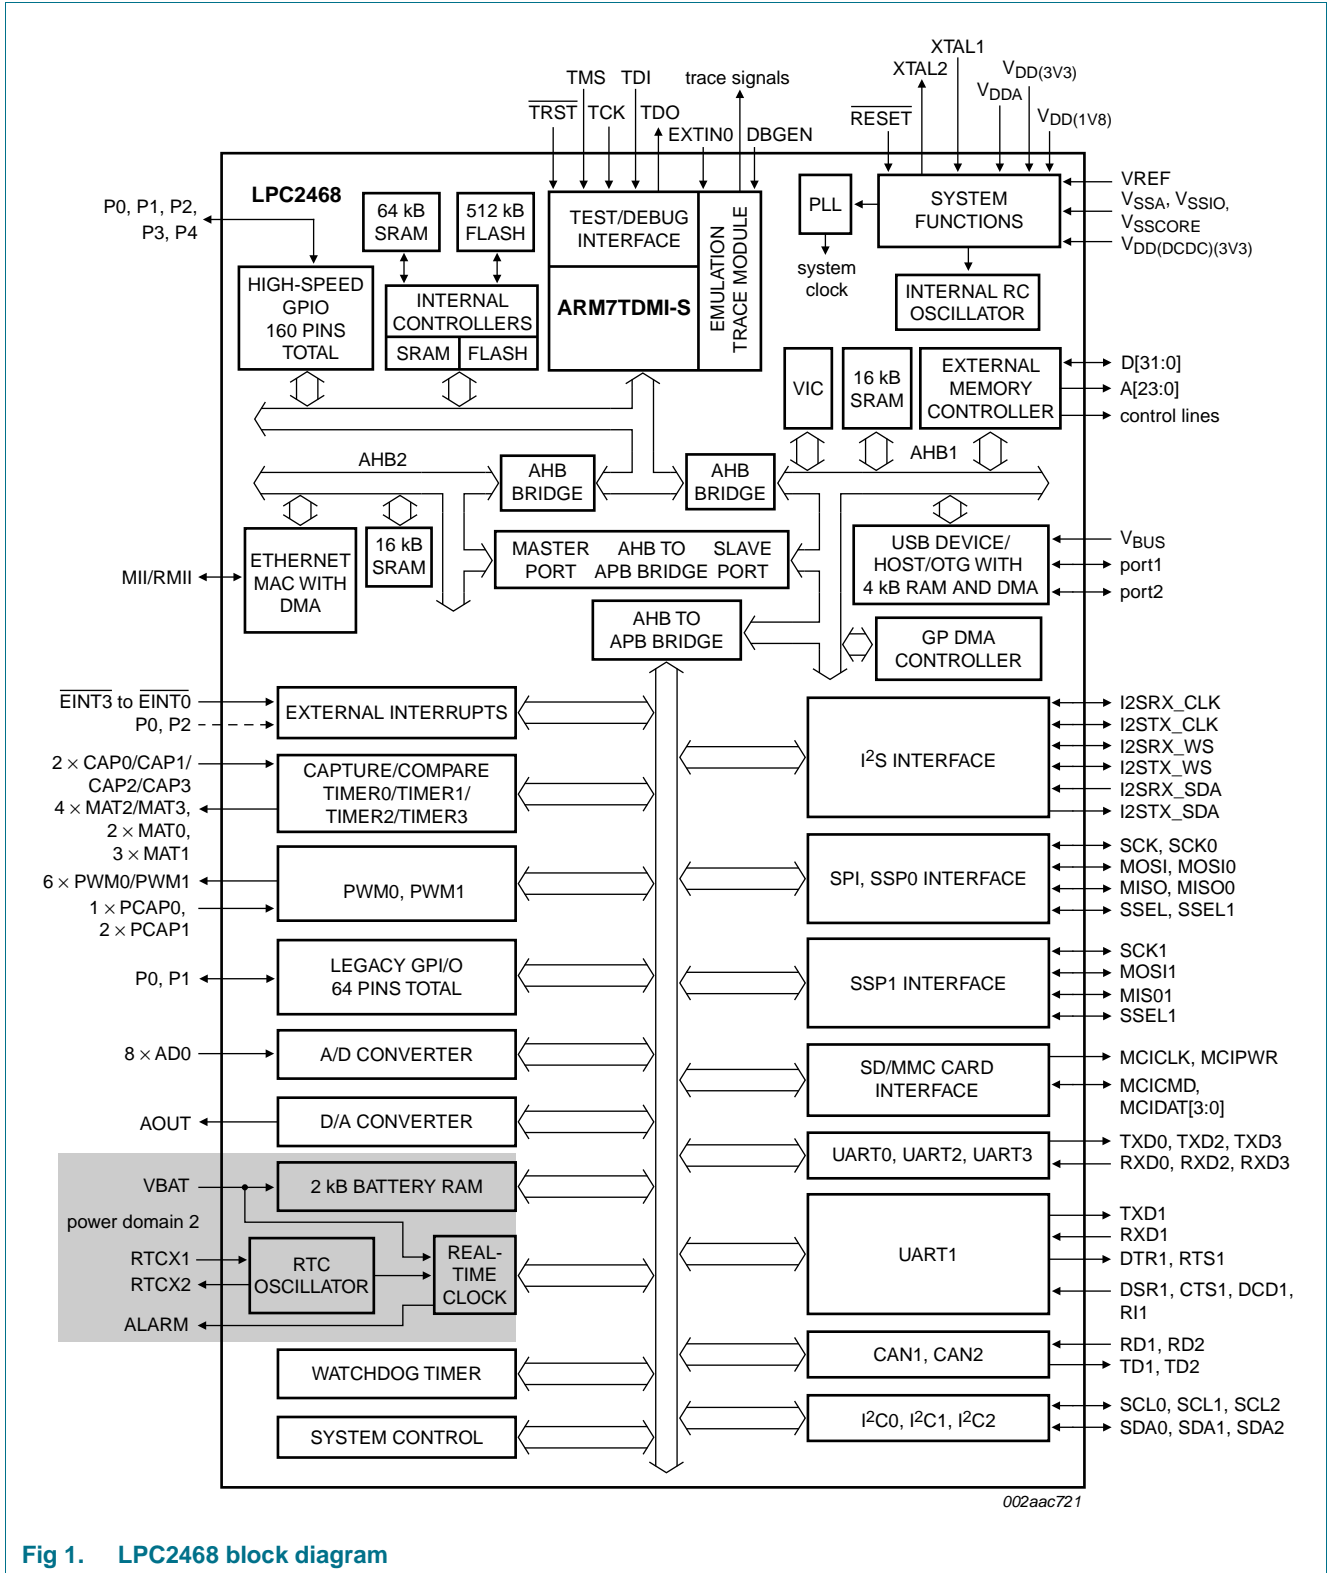 XTAL1
XTAL2
VDD(3V3)
VDDA
VDD(1V8)
RESET
TMS
TDI
trace signals
TRST
TCK
TDO
EXTIN0
DBGEN
LPC2468
P0, P1, P2,
P3, P4
64 kB
SRAM
512 kB
FLASH
TEST/DEBUG
INTERFACE
EMULATION
TRACE MODULE
PLL
SYSTEM
FUNCTIONS
VREF
VSSA, VSSIO,
VSSCORE
VDD(DCDC)(3V3)
system
clock
HIGH-SPEED
GPIO
160 PINS
TOTAL
INTERNAL
CONTROLLERS
SRAM
FLASH
ARM7TDMI-S
INTERNAL RC
OSCILLATOR
VIC
16 kB
SRAM
EXTERNAL
MEMORY
CONTROLLER
D[31:0]
A[23:0]
control lines
AHB2
AHB
BRIDGE
AHB
BRIDGE
AHB1
ETHERNET
MAC WITH
DMA
MII/RMII
16 kB
SRAM
MASTER
PORT
AHB TO
APB BRIDGE
SLAVE
PORT
USB DEVICE/
HOST/OTG WITH
4 kB RAM AND DMA
VBUS
port1
port2
AHB TO
APB BRIDGE
GP DMA
CONTROLLER
EINT3 to EINT0
P0, P2
EXTERNAL INTERRUPTS
2 × CAP0/CAP1/
CAP2/CAP3
4 × MAT2/MAT3,
2 × MAT0,
3 × MAT1
CAPTURE/COMPARE
TIMER0/TIMER1/
TIMER2/TIMER3
6 × PWM0/PWM1
1 × PCAP0,
2 × PCAP1
PWM0, PWM1
P0, P1
LEGACY GPI/O
64 PINS TOTAL
8 × AD0
A/D CONVERTER
AOUT
D/A CONVERTER
VBAT
2 kB BATTERY RAM
power domain 2
RTCX1
RTCX2
RTC
OSCILLATOR
REAL-
TIME
CLOCK
ALARM
WATCHDOG TIMER
SYSTEM CONTROL
I2S INTERFACE
I2SRX_CLK
I2STX_CLK
I2SRX_WS
I2STX_WS
I2SRX_SDA
I2STX_SDA
SPI, SSP0 INTERFACE
SCK, SCK0
MOSI, MOSI0
MISO, MISO0
SSEL, SSEL1
SSP1 INTERFACE
SCK1
MOSI1
MIS01
SSEL1
SD/MMC CARD
INTERFACE
MCICLK, MCIPWR
MCICMD,
MCIDAT[3:0]
UART0, UART2, UART3
TXD0, TXD2, TXD3
RXD0, RXD2, RXD3
UART1
TXD1
RXD1
DTR1, RTS1
DSR1, CTS1, DCD1,
RI1
CAN1, CAN2
RD1, RD2
TD1, TD2
I2C0, I2C1, I2C2
SCL0, SCL1, SCL2
SDA0, SDA1, SDA2
002aac721
Fig 1. LPC2468 block diagram